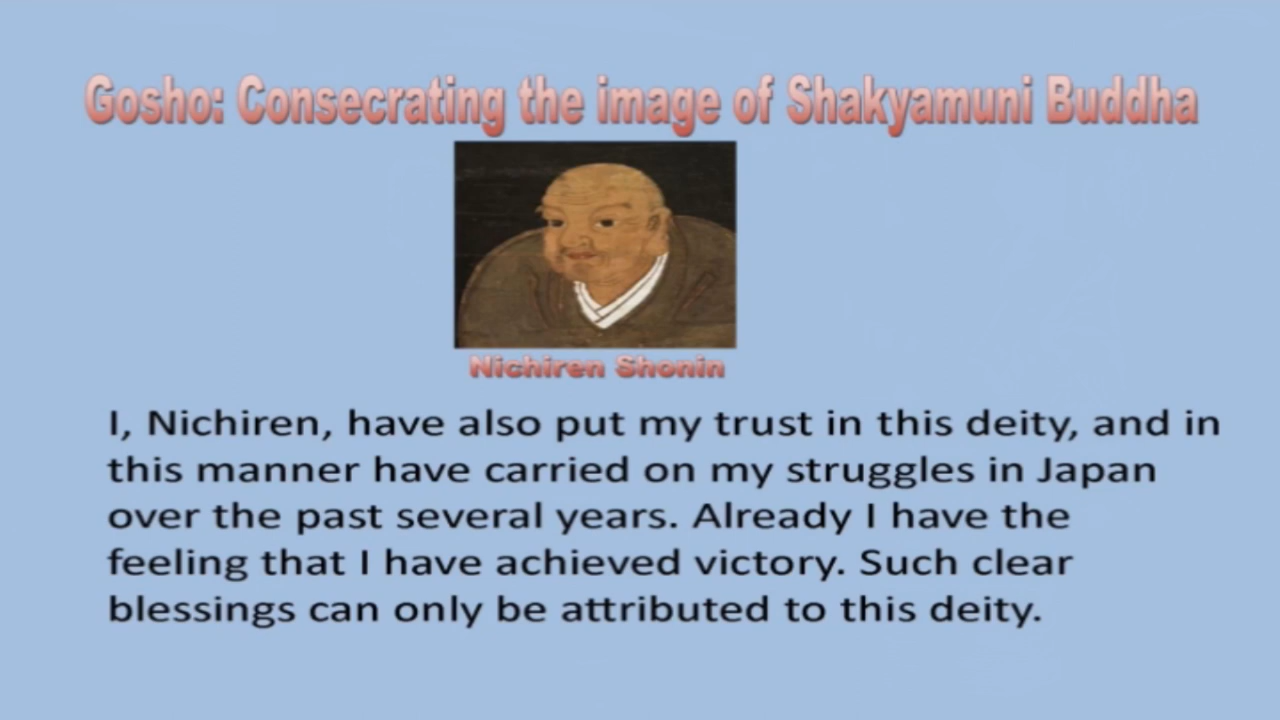 Gosho: Consecrating the image of Shakyamuni Buddha
Nichiren Shonin
I, Nichiren, have also put my trust in this deity, and in
this manner have carried on my struggles in Japan
over the past several years. Already I have the
feeling that I have achieved victory. Such clear
blessings can only be attributed to this deity.